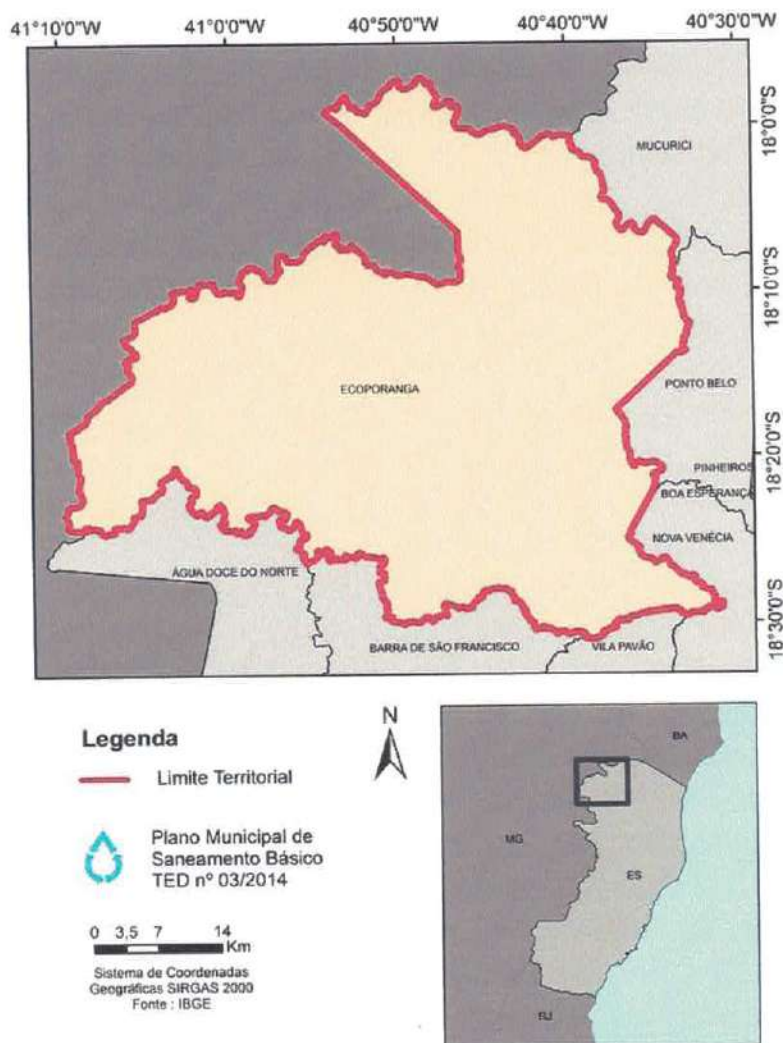 41°10'0"W 41°0'0"W 40°50'0"W 40°40'0"W 40°30'0"W
18°0'0"S
18°10'0"S
18°20'0"S
18°30'0"S
MUCURICI
ECOPORANGA
PONTO BELO
PINHEIROS
BOA ESPERANÇA
NOVA VENÉCIA
ÁGUA DOCE DO NORTE
BARRA DE SÃO FRANCISCO
VILA PAVÃO
Legenda
Limite Territorial
Plano Municipal de
Saneamento Básico
TED nº 03/2014
0 3,5 7 14
Km
Sistema de Coordenadas
Geográficas SIRGAS 2000
Fonte : IBGE
N
BA
MG
ES
RJ